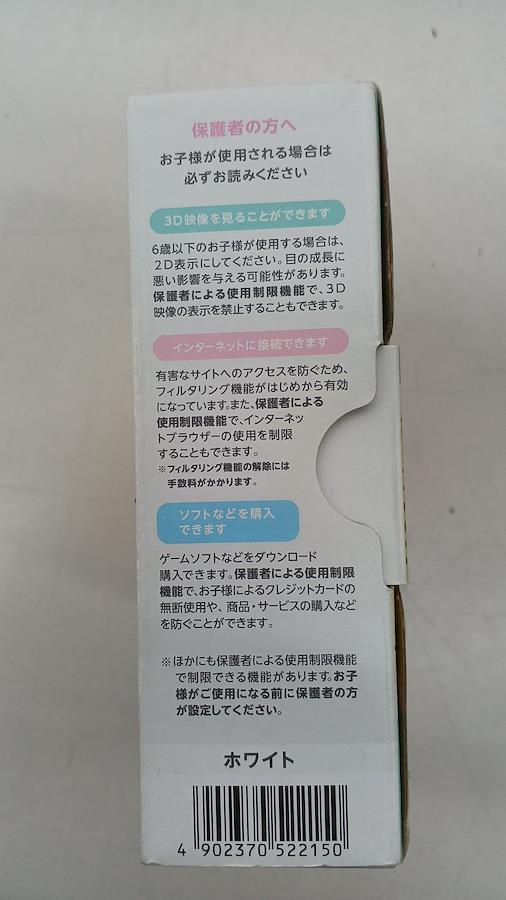 保護者の方へ
お子様が使用される場合は
必ずお読みください
3D映像を見ることができます
6歳以下のお子様が使用する場合は、
2D表示にしてください。目の成長に
悪い影響を与える可能性があります。
保護者による使用制限機能で、3D
映像の表示を禁止することもできます。
インターネットに接続できます
有害なサイトへのアクセスを防ぐため、
フィルタリング機能がはじめから有効
になっています。また、保護者による
使用制限機能で、インターネッ
トブラウザーの使用を制限
することもできます。
※フィルタリング機能の解除には
手数料がかかります。
ソフトなどを購入
できます
ゲームソフトなどをダウンロード
購入できます。保護者による使用制限
機能で、お子様によるクレジットカードの
無断使用や、商品・サービスの購入など
を防ぐことができます。
※ほかにも保護者による使用制限機能
で制限できる機能があります。お子
様がご使用になる前に保護者の方
が設定してください。
ホワイト
4 902370 522150